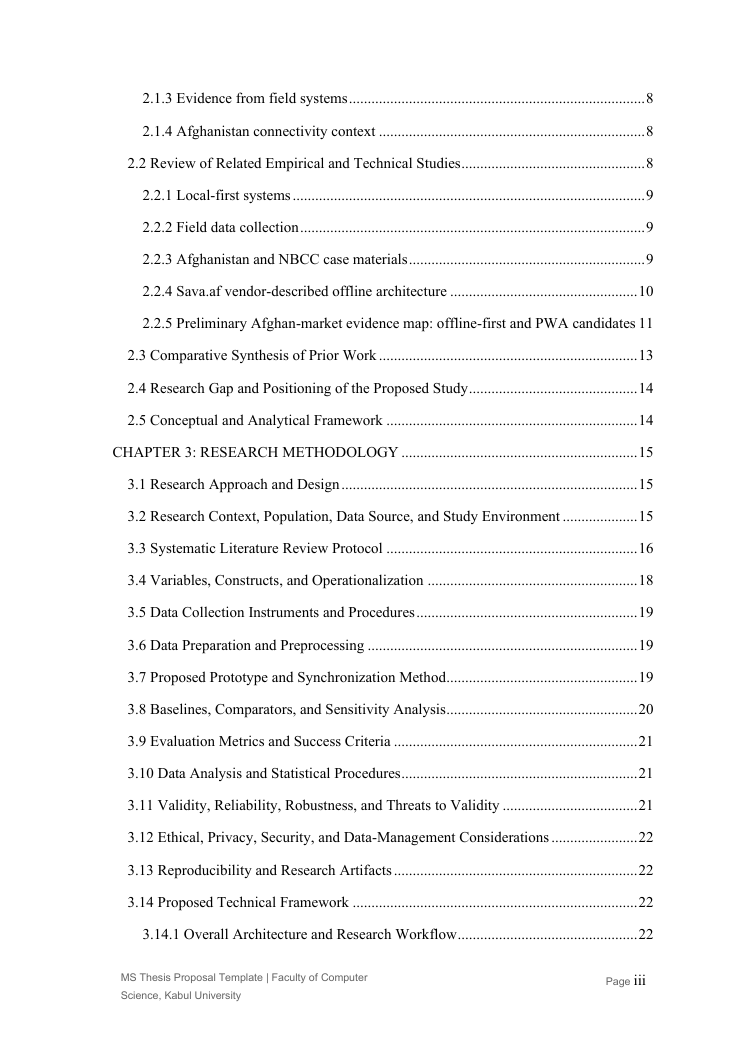 2.1.3 Evidence from field systems...............................................................................8
2.1.4 Afghanistan connectivity context .....................................................................8
2.2 Review of Related Empirical and Technical Studies.................................................8
2.2.1 Local-first systems ............................................................................................9
2.2.2 Field data collection..........................................................................................9
2.2.3 Afghanistan and NBCC case materials.............................................................9
2.2.4 Sava.af vendor-described offline architecture ..................................................10
2.2.5 Preliminary Afghan-market evidence map: offline-first and PWA candidates 11
2.3 Comparative Synthesis of Prior Work .....................................................................13
2.4 Research Gap and Positioning of the Proposed Study.............................................14
2.5 Conceptual and Analytical Framework ...................................................................14
CHAPTER 3: RESEARCH METHODOLOGY ...............................................................15
3.1 Research Approach and Design...............................................................................15
3.2 Research Context, Population, Data Source, and Study Environment ....................15
3.3 Systematic Literature Review Protocol ...................................................................16
3.4 Variables, Constructs, and Operationalization ........................................................18
3.5 Data Collection Instruments and Procedures...........................................................19
3.6 Data Preparation and Preprocessing ........................................................................19
3.7 Proposed Prototype and Synchronization Method...................................................19
3.8 Baselines, Comparators, and Sensitivity Analysis...................................................20
3.9 Evaluation Metrics and Success Criteria .................................................................21
3.10 Data Analysis and Statistical Procedures...............................................................21
3.11 Validity, Reliability, Robustness, and Threats to Validity ....................................21
3.12 Ethical, Privacy, Security, and Data-Management Considerations .......................22
3.13 Reproducibility and Research Artifacts .................................................................22
3.14 Proposed Technical Framework ............................................................................22
3.14.1 Overall Architecture and Research Workflow................................................22
MS Thesis Proposal Template | Faculty of Computer
Science, Kabul University
Page iii